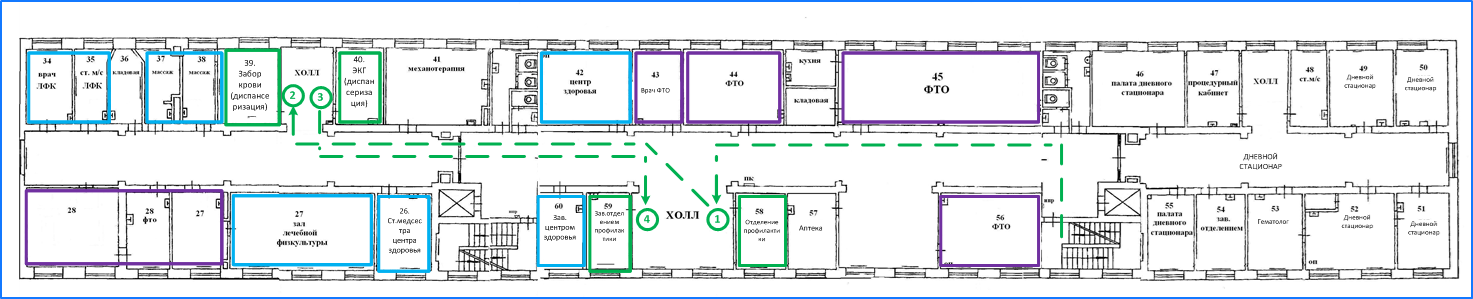 34
врач
ЛФК
35
ст. м/с
ЛФК
36
кладовая
37
массаж
38
массаж
39.
Забор
крови
(диспансе
ризация)
ХОЛЛ
2
3
40.
ЭКГ
(диспан
сериза
ция)
41
механотерапия
42
центр
здоровья
43
Врач ФТО
44
ФТО
кухня
кладовая
45
ФТО
46
палата дневного
стационара
47
процедурный
кабинет
ХОЛЛ
48
ст.м/с
49
Дневной
стационар
50
Дневной
стационар
ДНЕВНОЙ
СТАЦИОНАР
пк
28
28
фто
27
27
зал
лечебной
физкультуры
26.
Ст.медсес
тра
центра
здоровья
60
Зав.
центром
здоровья
59
Зав.отдел
ением
профилак
тики
4
ХОЛЛ
1
58
Отделение
профилакти
ки
57
Аптека
56
ФТО
оп
55
палата
дневного
стационара
54
зав.
отделением
53
Гематолог
52
Дневной
стационар
оп
51
Дневной
стационар